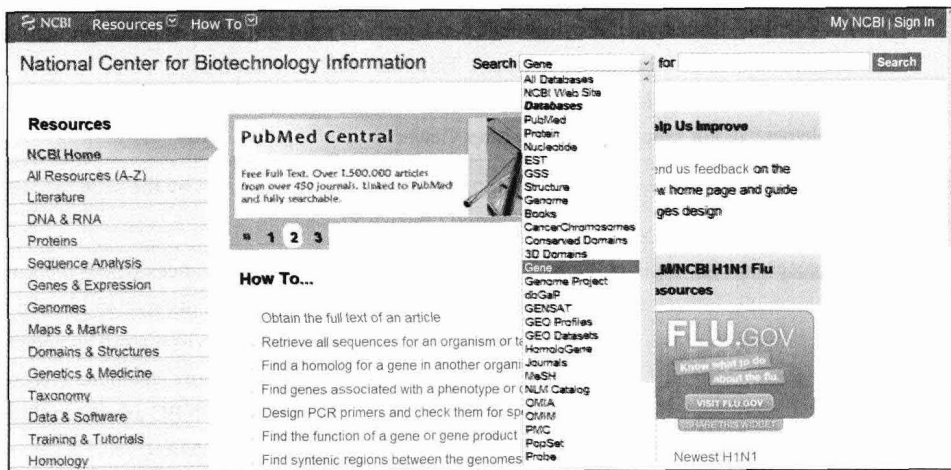 NCBI Resources How To My NCBI | Sign In
National Center for Biotechnology Information Search Gene for Search
Resources
NCBI Home
All Resources (A-Z)
Literature
DNA & RNA
Proteins
Sequence Analysis
Genes & Expression
Genomes
Maps & Markers
Domains & Structures
Genetics & Medicine
Taxonomy
Data & Software
Training & Tutorials
Homology
PubMed Central
Free Full Text. Over 1,500,000 articles
from over 450 journals. Linked to PubMed
and fully searchable.
1 2 3
How To...
Obtain the full text of an article
Retrieve all sequences for an organism or ta
Find a homolog for a gene in another organi
Find genes associated with a phenotype or
Design PCR primers and check them for sp
Find the function of a gene or gene product
Find syntenic regions between the genomes
All Databases
NCBI Web Site
Databases
PubMed
Protein
Nucleotide
EST
GSS
Structure
Genome
Books
CancerChromosomes
Conserved Domains
3D Domains
Gene
Genome Project
dbGaP
GENSAT
GEO Profiles
GEO Datasets
HomoloGene
Journals
MeSH
NLM Catalog
OMIA
OMIM
PMC
PopSet
Probe
elp Us Improve
end us feedback on the
w home page and guide
ges design
LM/NCBI H1N1 Flu
esources
FLU.GOV
Know what to do
about the flu.
VISIT FLU.GOV
SHARE THIS WIDGET
Newest H1N1